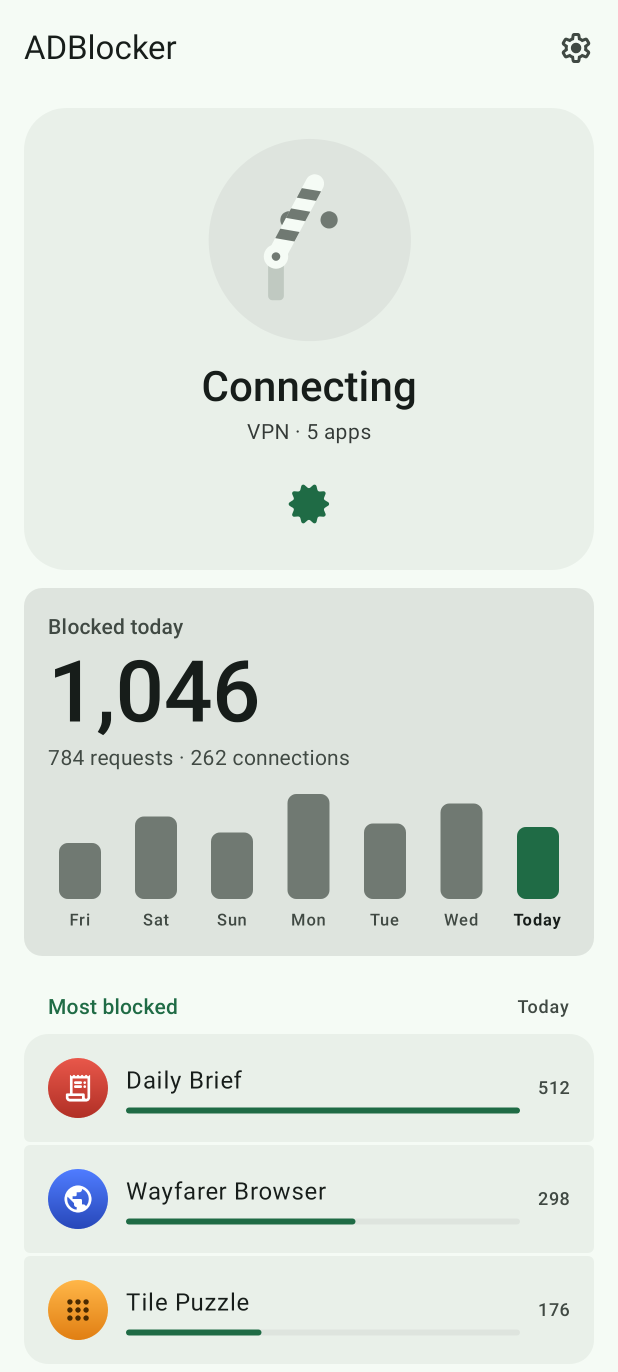 ADBlocker
Connecting
VPN · 5 apps
Blocked today
1,046
784 requests · 262 connections
Fri Sat Sun Mon Tue Wed Today
Most blocked Today
Daily Brief 512
Wayfarer Browser 298
Tile Puzzle 176